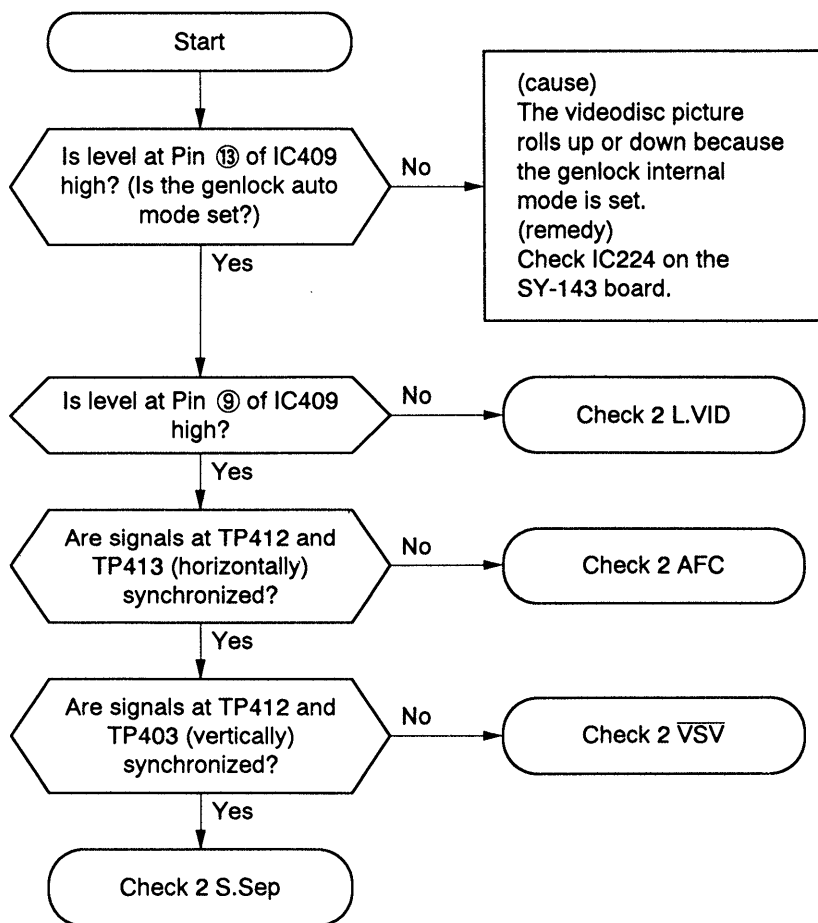 Start
Is level at Pin ⑬ of IC409
high? (Is the genlock auto
mode set?)
No
(cause)
The videodisc picture
rolls up or down because
the genlock internal
mode is set.
(remedy)
Check IC224 on the
SY-143 board.
Yes
Is level at Pin ⑨ of IC409
high?
No
Check 2 L.VID
Yes
Are signals at TP412 and
TP413 (horizontally)
synchronized?
No
Check 2 AFC
Yes
Are signals at TP412 and
TP403 (vertically)
synchronized?
No
Check 2 V̅S̅V̅
Yes
Check 2 S.Sep